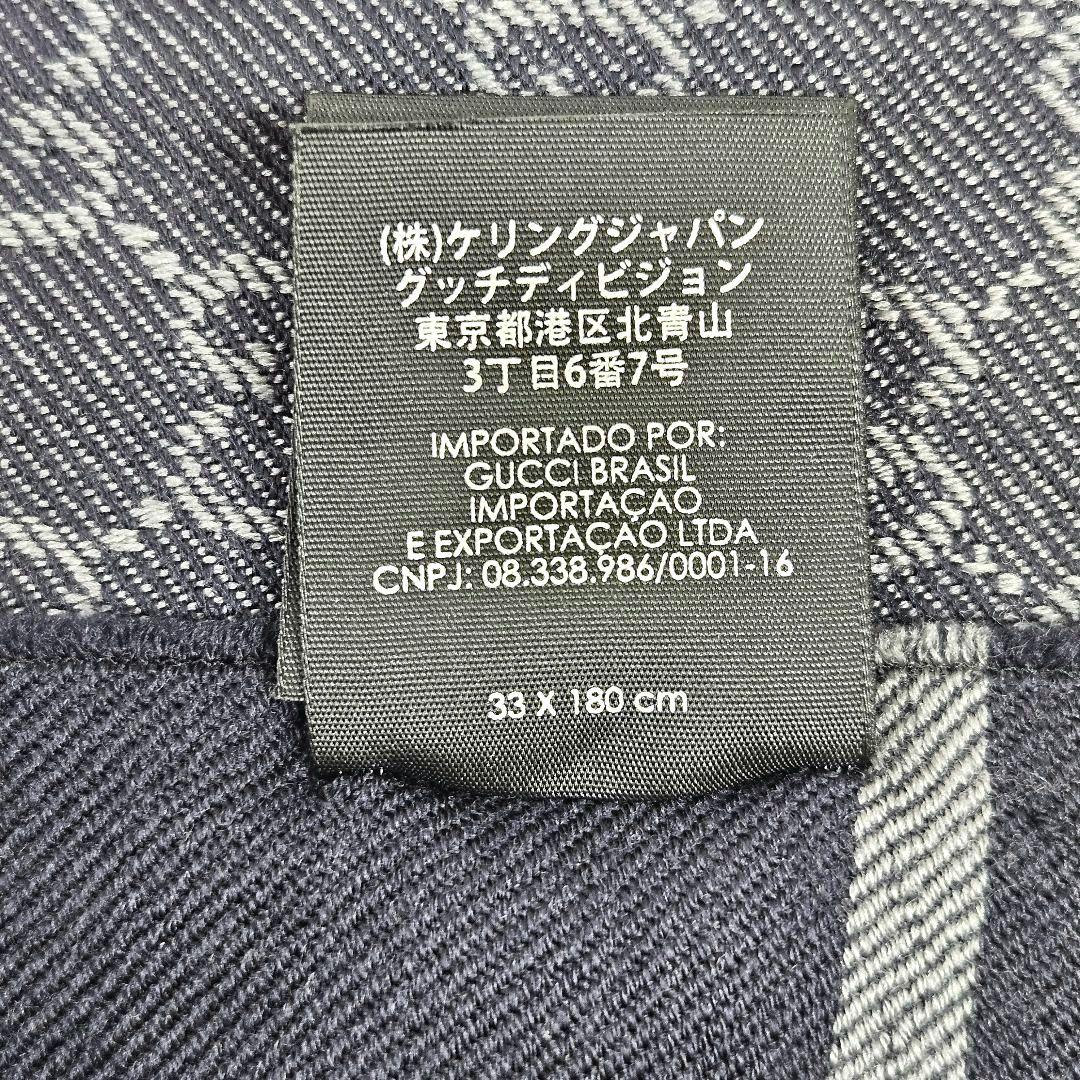 (株)ケリングジャパン
グッチディビジョン
東京都港区北青山
3丁目6番7号
IMPORTADO POR:
GUCCI BRASIL
IMPORTAÇAO
E EXPORTAÇAO LTDA
CNPJ: 08.338.986/0001-16
33 x 180 cm